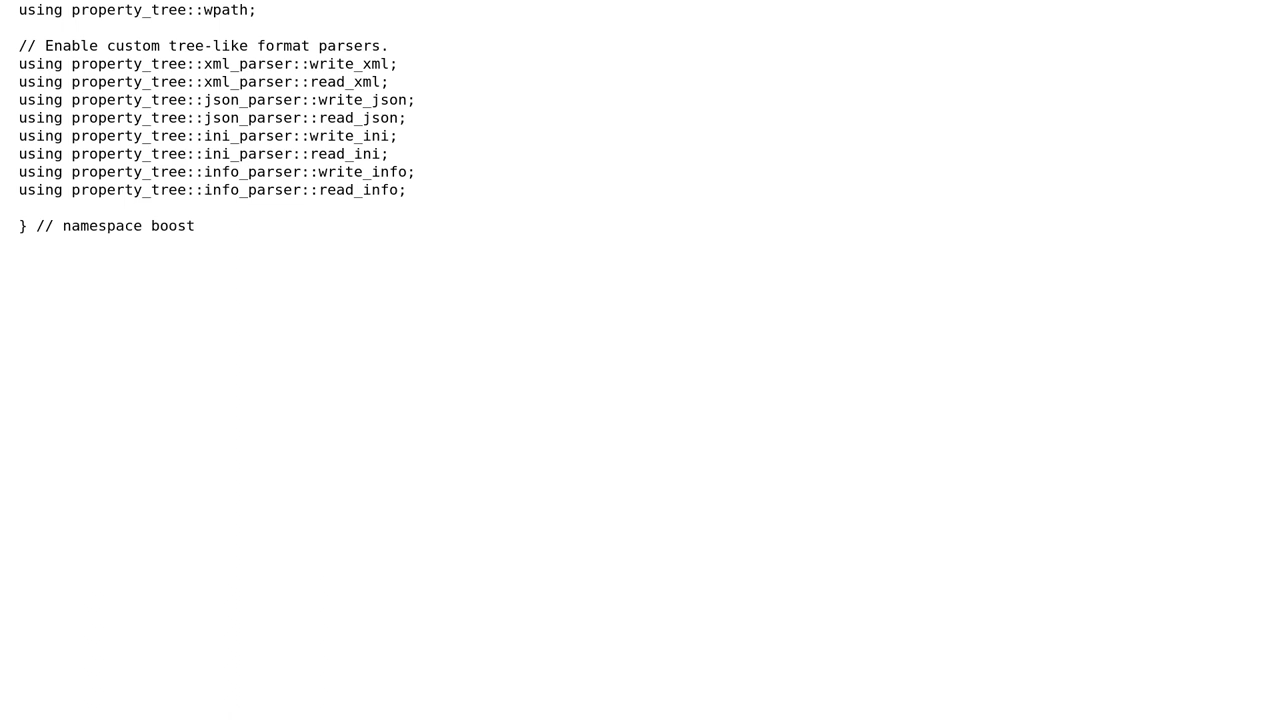 using property_tree::wpath;

// Enable custom tree-like format parsers.
using property_tree::xml_parser::write_xml;
using property_tree::xml_parser::read_xml;
using property_tree::json_parser::write_json;
using property_tree::json_parser::read_json;
using property_tree::ini_parser::write_ini;
using property_tree::ini_parser::read_ini;
using property_tree::info_parser::write_info;
using property_tree::info_parser::read_info;

} // namespace boost